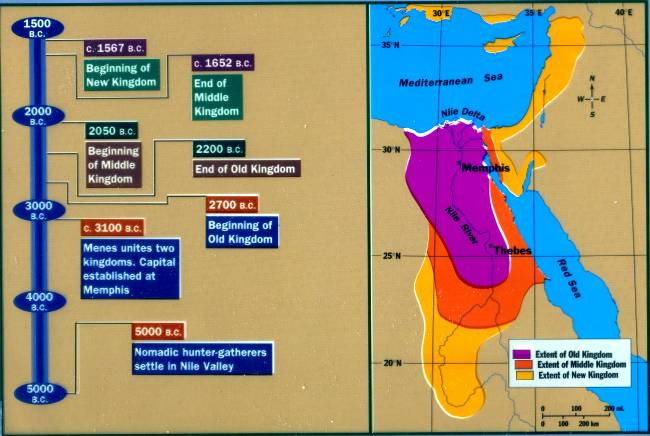 1500
B.C.
c. 1567 B.C.
Beginning of
New Kingdom
c. 1652 B.C.
End of
Middle
Kingdom
2000
B.C.
2050 B.C.
Beginning
of Middle
Kingdom
2200 B.C.
End of Old Kingdom
3000
B.C.
2700 B.C.
Beginning of
Old Kingdom
c. 3100 B.C.
Menes unites two
kingdoms. Capital
established at
Memphis
4000
B.C.
5000 B.C.
Nomadic hunter-gatherers
settle in Nile Valley
5000
B.C.
30°E
35°E
40°E
35°N
Mediterranean Sea
N
W E
S
Nile Delta
30°N
Memphis
Nile River
Thebes
25°N
Red Sea
20°N
Extent of Old Kingdom
Extent of Middle Kingdom
Extent of New Kingdom
0 100 200 mi.
0 100 200 km